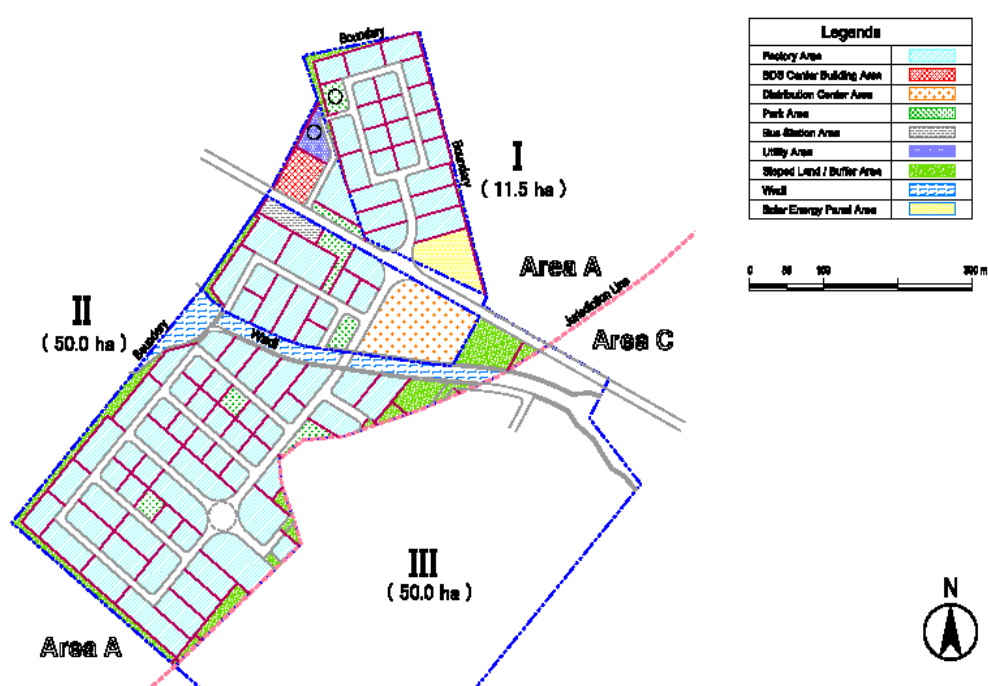 Boundary
Legends
Factory Area
BDS Center Building Area
Distribution Center Area
Park Area
Bus Station Area
Utility Area
Sloped Land / Buffer Area
Wadi
Solar Energy Panel Area
Boundary
I
( 11.5 ha )
0 50 100 300 m
Area A
Jurisdiction Line
II
( 50.0 ha )
Boundary
Wadi
Area C
III
( 50.0 ha )
N
Area A